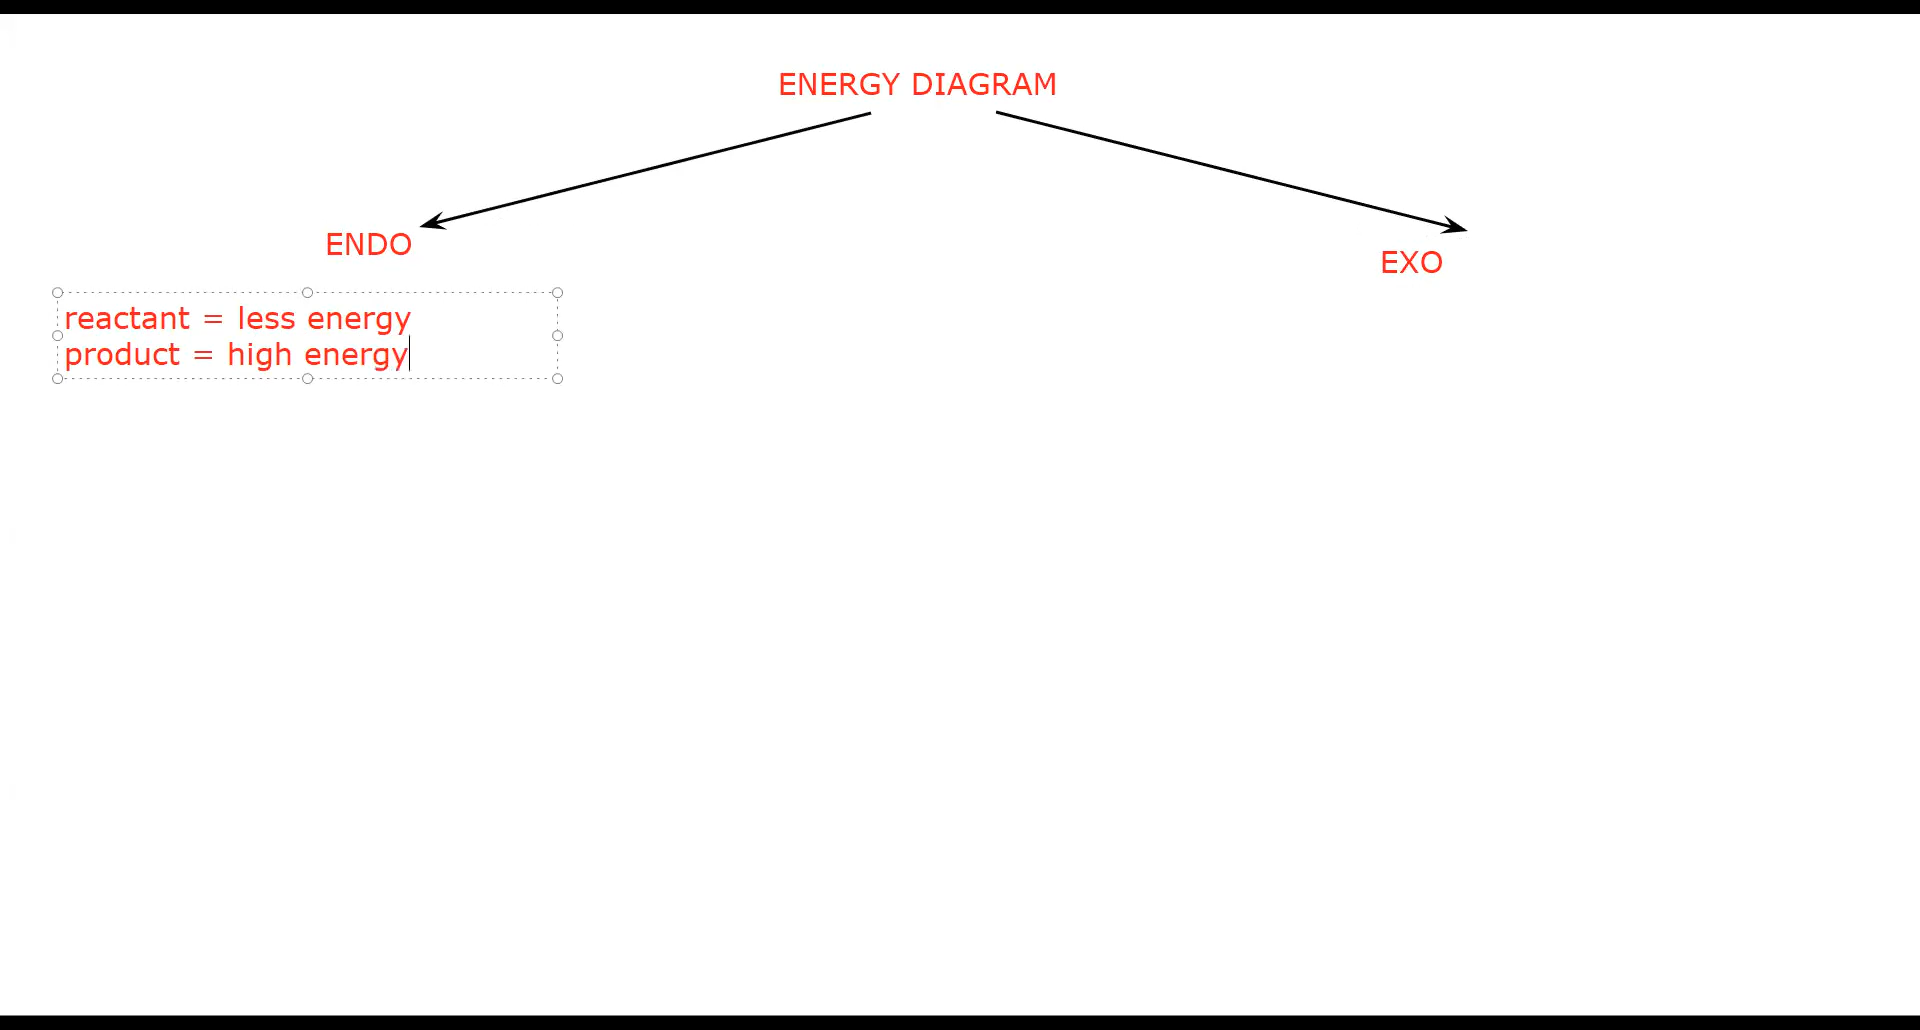 ENERGY DIAGRAM
ENDO
EXO
reactant = less energy
product = high energy